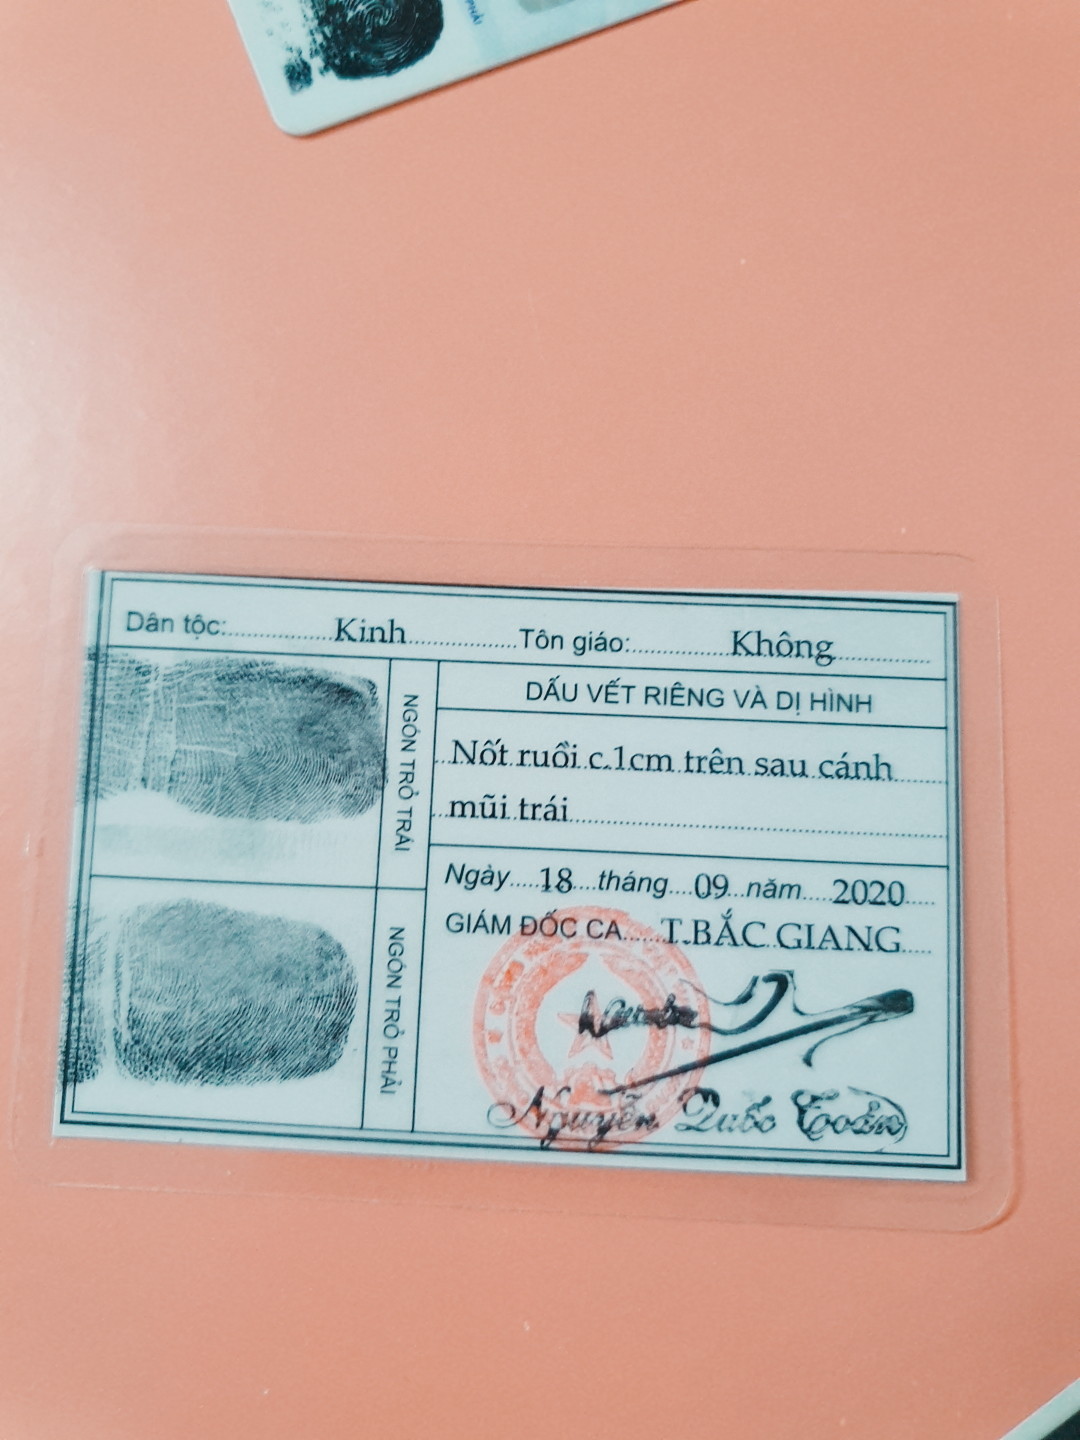 PHẢI
Dân tộc: Kinh Tôn giáo: Không
NGÓN TRỎ TRÁI
DẤU VẾT RIÊNG VÀ DỊ HÌNH
Nốt ruồi c.1cm trên sau cánh
mũi trái
NGÓN TRỎ PHẢI
Ngày 18 tháng 09 năm 2020
GIÁM ĐỐC CA T.BẮC GIANG
Nguyễn Quốc Toản